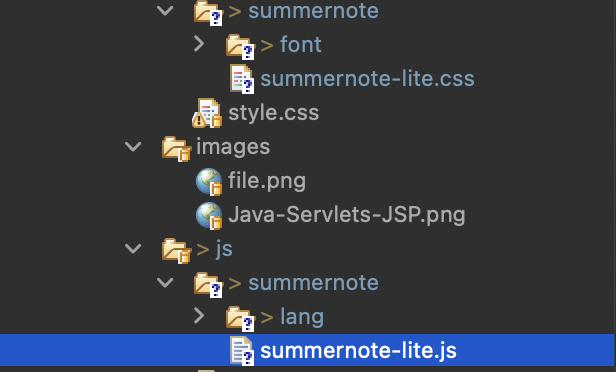 > summernote
> font
summernote-lite.css
style.css
images
file.png
Java-Servlets-JSP.png
> js
> summernote
> lang
summernote-lite.js